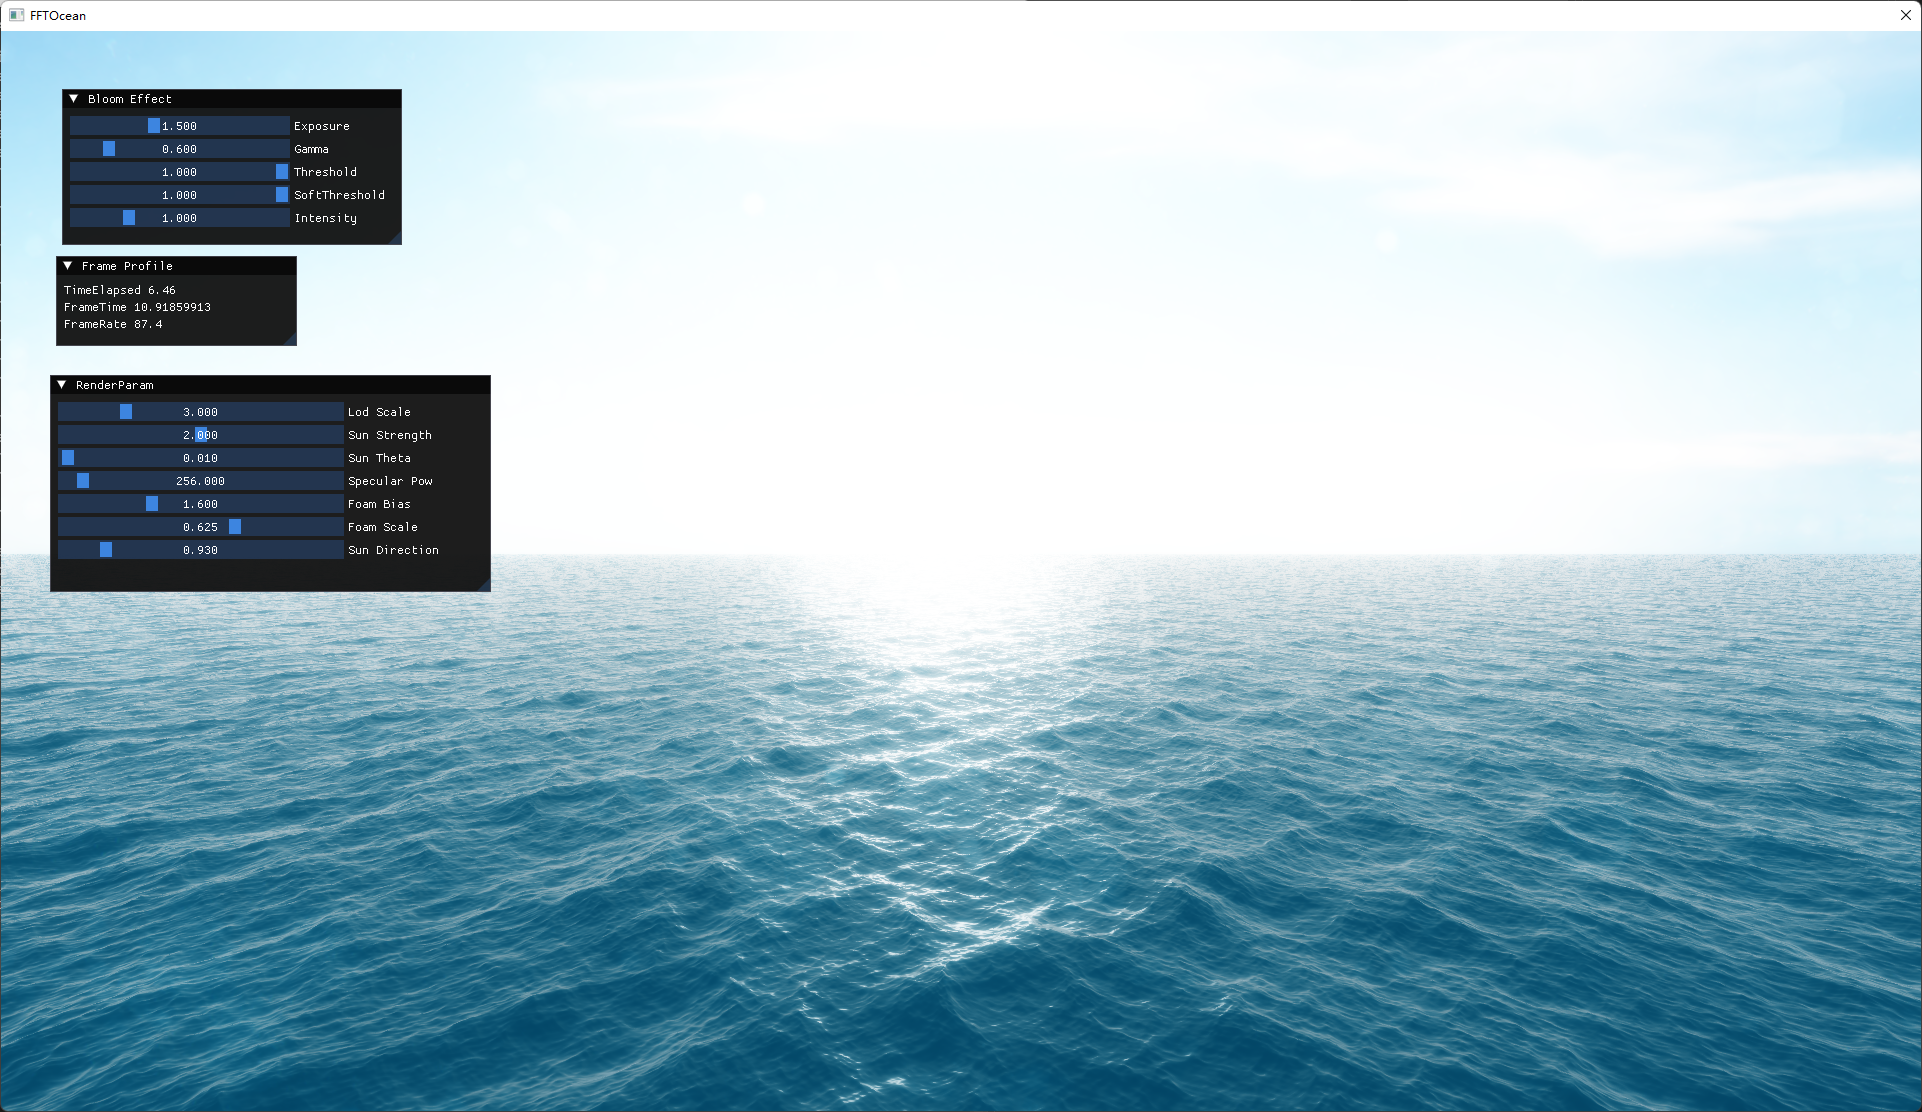 FFTOcean
Bloom Effect
1.500 Exposure
0.600 Gamma
1.000 Threshold
1.000 SoftThreshold
1.000 Intensity
Frame Profile
TimeElapsed 6.46
FrameTime 10.91859913
FrameRate 87.4
RenderParam
3.000 Lod Scale
2.000 Sun Strength
0.010 Sun Theta
256.000 Specular Pow
1.600 Foam Bias
0.625 Foam Scale
0.930 Sun Direction